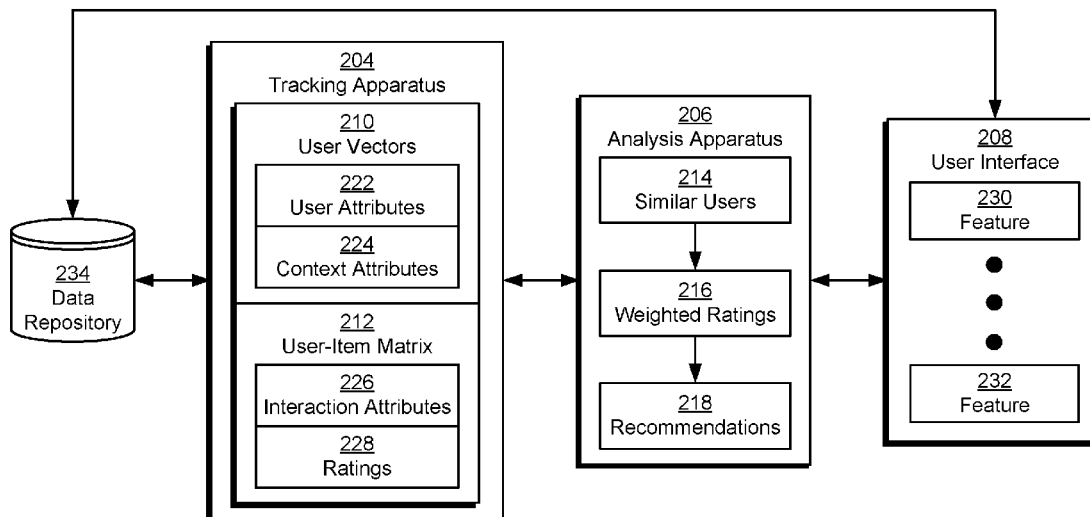 204
Tracking Apparatus
210
User Vectors
222
User Attributes
224
Context Attributes
212
User-Item Matrix
226
Interaction Attributes
228
Ratings
234
Data
Repository
206
Analysis Apparatus
214
Similar Users
216
Weighted Ratings
218
Recommendations
208
User Interface
230
Feature
232
Feature